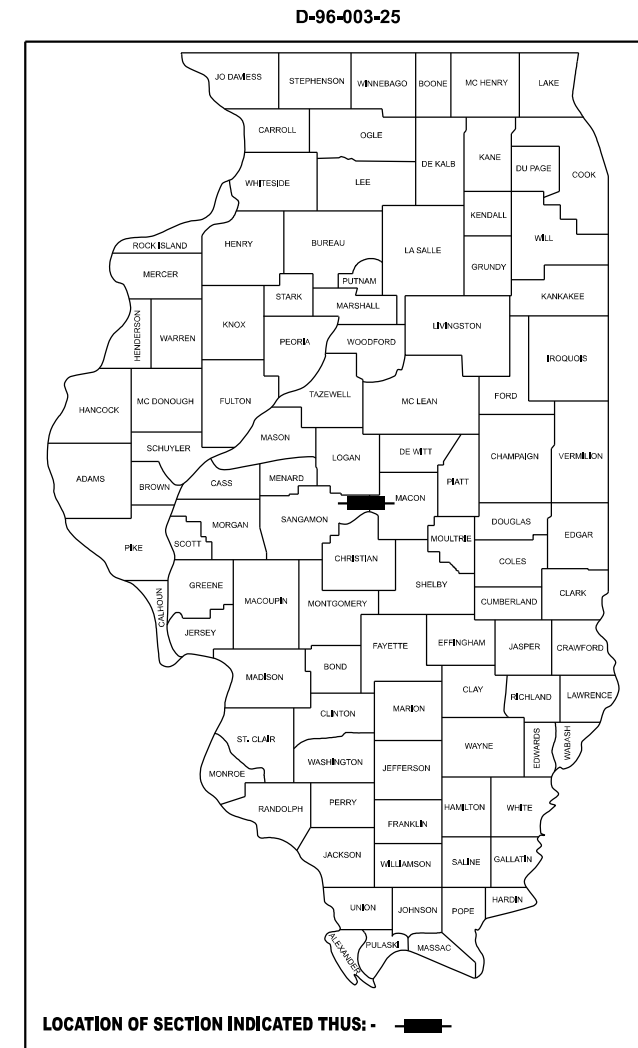 D-96-003-25
JO DAVIESS
STEPHENSON
WINNEBAGO
BOONE
MC HENRY
LAKE
CARROLL
OGLE
DE KALB
KANE
DU PAGE
COOK
WHITESIDE
LEE
KENDALL
WILL
ROCK ISLAND
HENRY
BUREAU
LA SALLE
GRUNDY
MERCER
PUTNAM
STARK
MARSHALL
KANKAKEE
HENDERSON
WARREN
KNOX
PEORIA
WOODFORD
LIVINGSTON
IROQUOIS
HANCOCK
MC DONOUGH
FULTON
TAZEWELL
MC LEAN
FORD
SCHUYLER
MASON
LOGAN
DE WITT
CHAMPAIGN
VERMILION
ADAMS
BROWN
CASS
MENARD
PIATT
MACON
PIKE
SCOTT
MORGAN
SANGAMON
CHRISTIAN
MOULTRIE
DOUGLAS
EDGAR
COLES
GREENE
MACOUPIN
MONTGOMERY
SHELBY
CUMBERLAND
CLARK
CALHOUN
JERSEY
FAYETTE
EFFINGHAM
JASPER
CRAWFORD
MADISON
BOND
CLAY
RICHLAND
LAWRENCE
CLINTON
MARION
ST. CLAIR
WAYNE
EDWARDS
WABASH
MONROE
WASHINGTON
JEFFERSON
RANDOLPH
PERRY
HAMILTON
WHITE
FRANKLIN
JACKSON
WILLIAMSON
SALINE
GALLATIN
UNION
JOHNSON
POPE
HARDIN
ALEXANDER
PULASKI
MASSAC
LOCATION OF SECTION INDICATED THUS: -